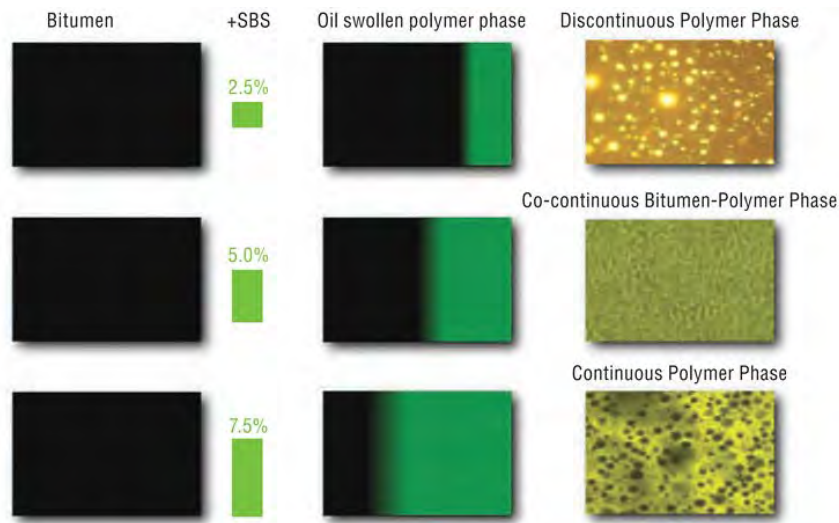 Bitumen
+SBS
Oil swollen polymer phase
Discontinuous Polymer Phase
2.5%
Co-continuous Bitumen-Polymer Phase
5.0%
Continuous Polymer Phase
7.5%